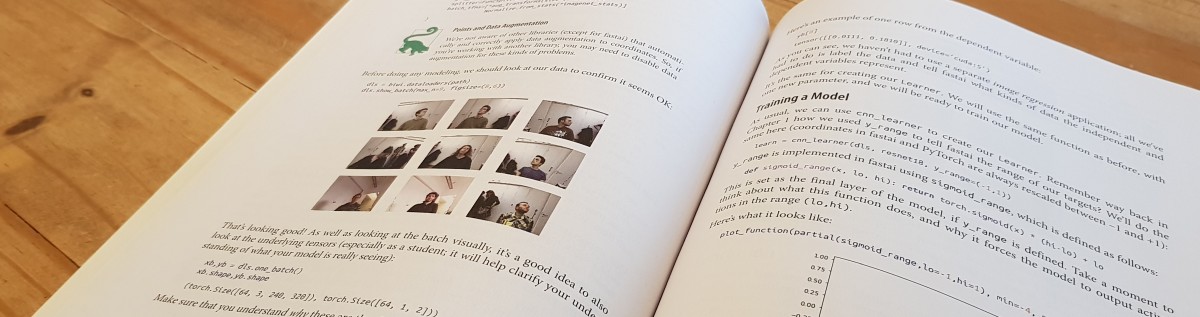 batch_tfms=[*aug_transforms(size=(240,320)),
Normalize.from_stats(*imagenet_stats)]
Points and Data Augmentation
We're not aware of other libraries (except for fastai) that automati-
cally and correctly apply data augmentation to coordinates. So, if
you're working with another library, you may need to disable data
augmentation for these kinds of problems.
Before doing any modeling, we should look at our data to confirm it seems OK:
dls = biwi.dataloaders(path)
dls.show_batch(max_n=9, figsize=(8,6))
That's looking good! As well as looking at the batch visually, it's a good idea to also
look at the underlying tensors (especially as a student; it will help clarify your under
standing of what your model is really seeing):
xb,yb = dls.one_batch()
xb.shape,yb.shape
(torch.Size([64, 3, 240, 320]), torch.Size([64, 1, 2]))
Make sure that you understand why these are
Here's an example of one row from the dependent variable:
yb[0]
tensor([[0.0111, 0.1810]], device='cuda:5')
As you can see, we haven't had to use a separate image regression application; all we've
had to do is label the data and tell fastai what kinds of data the independent and
dependent variables represent.
It's the same for creating our Learner. We will use the same function as before, with
one new parameter, and we will be ready to train our model.
Training a Model
As usual, we can use cnn_learner to create our Learner. Remember way back in
Chapter 1 how we used y_range to tell fastai the range of our targets? We'll do the
same here (coordinates in fastai and PyTorch are always rescaled between –1 and +1):
learn = cnn_learner(dls, resnet18, y_range=(-1,1))
y_range is implemented in fastai using sigmoid_range, which is defined as follows:
def sigmoid_range(x, lo, hi): return torch.sigmoid(x) * (hi-lo) + lo
This is set as the final layer of the model, if y_range is defined. Take a moment to
think about what this function does, and why it forces the model to output activ
tions in the range (lo,hi).
Here's what it looks like:
plot_function(partial(sigmoid_range,lo=-1,hi=1), min=-4,
1.00
0.75
0.50
0.25
0.00